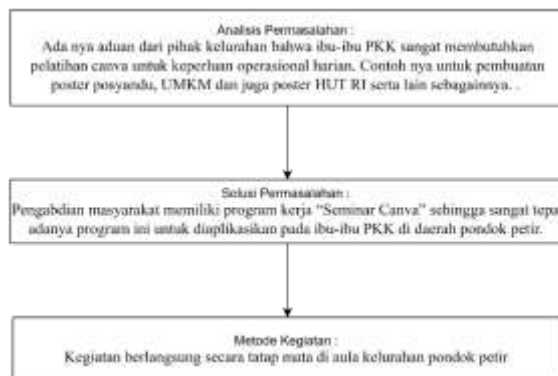 Analisis Permasalahan :
Ada nya aduan dari pihak kelurahan bahwa ibu-ibu PKK sangat membutuhkan
pelatihan canva untuk keperluan operasional harian. Contoh nya untuk pembuatan
poster posyandu, UMKM dan juga poster HUT RI serta lain sebagainnya. .
Solusi Permasalahan :
Pengabdian masyarakat memiliki program kerja “Seminar Canva” sehingga sangat tepa
adanya program ini untuk diaplikasikan pada ibu-ibu PKK di daerah pondok petir.
Metode Kegiatan :
Kegiatan berlangsung secara tatap mata di aula kelurahan pondok petir